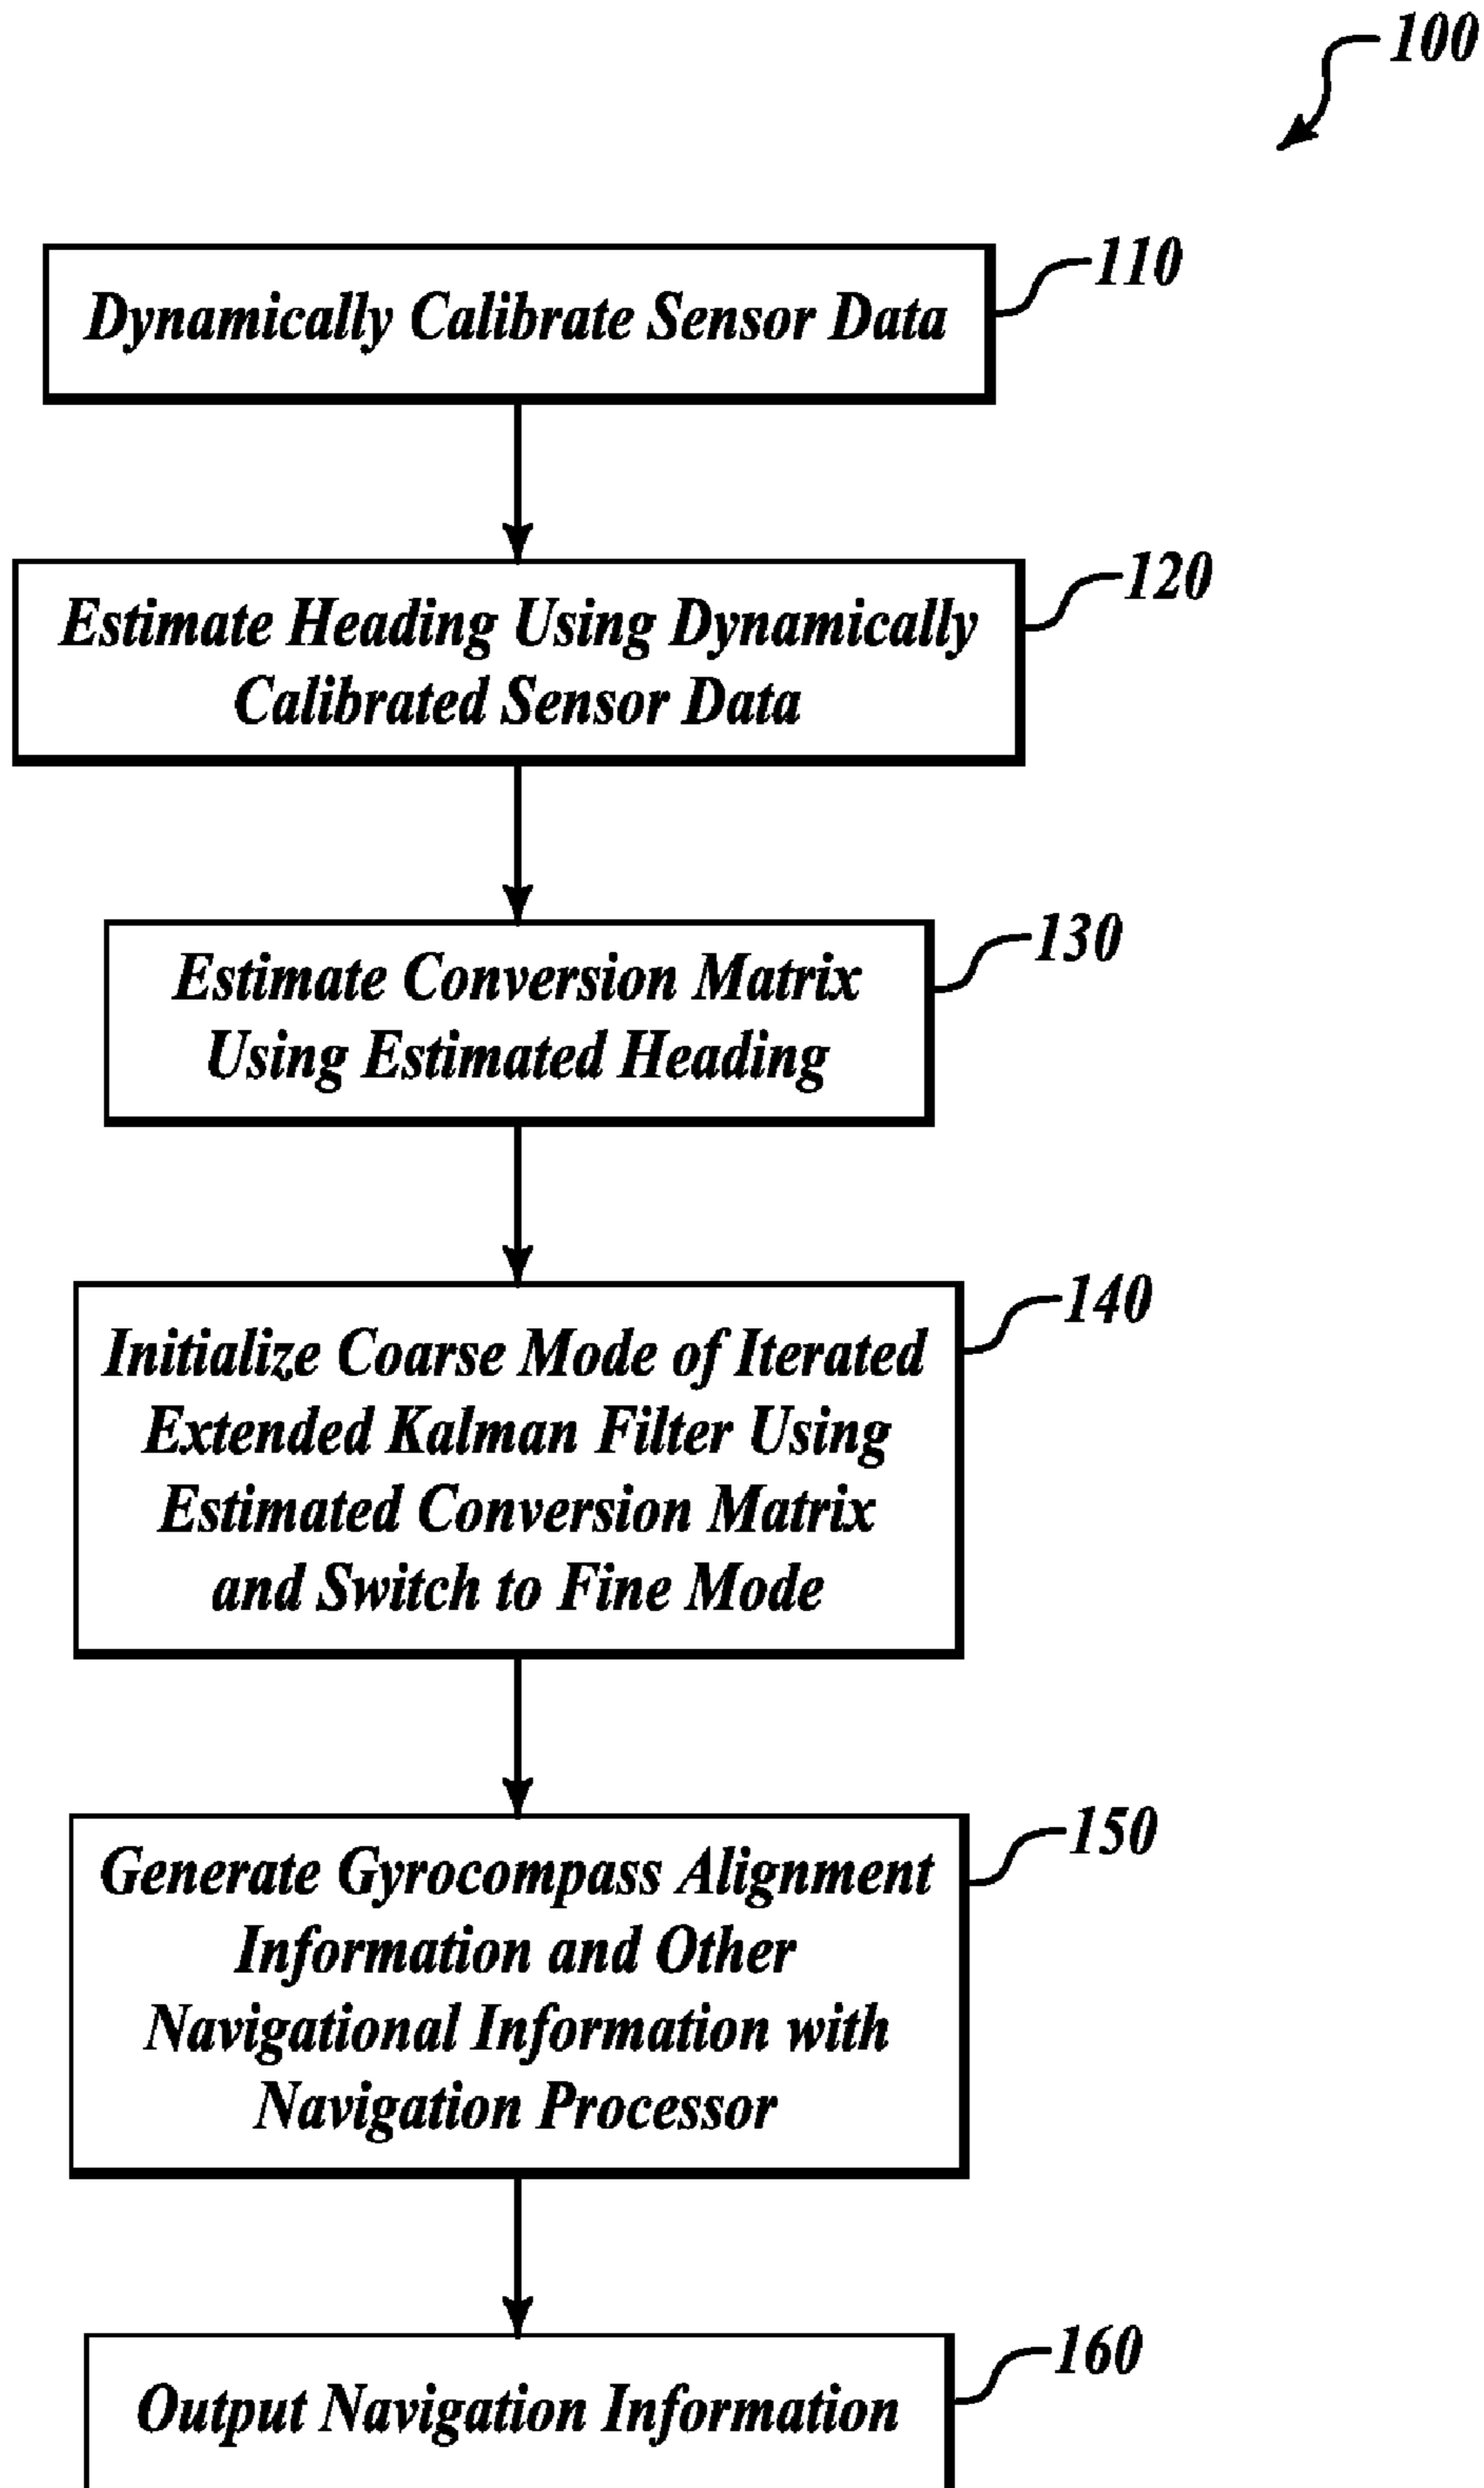 100
110
Dynamically Calibrate Sensor Data
120
Estimate Heading Using Dynamically
Calibrated Sensor Data
130
Estimate Conversion Matrix
Using Estimated Heading
140
Initialize Coarse Mode of Iterated
Extended Kalman Filter Using
Estimated Conversion Matrix
and Switch to Fine Mode
150
Generate Gyrocompass Alignment
Information and Other
Navigational Information with
Navigation Processor
160
Output Navigation Information